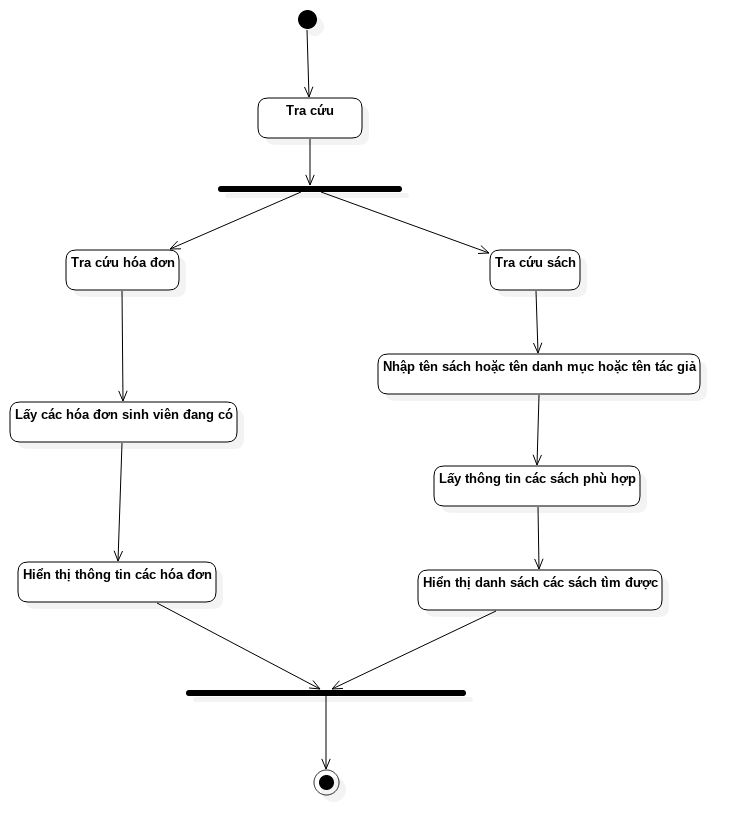 Tra cứu
Tra cứu hóa đơn
Tra cứu sách
Nhập tên sách hoặc tên danh mục hoặc tên tác giả
Lấy các hóa đơn sinh viên đang có
Lấy thông tin các sách phù hợp
Hiển thị thông tin các hóa đơn
Hiển thị danh sách các sách tìm được